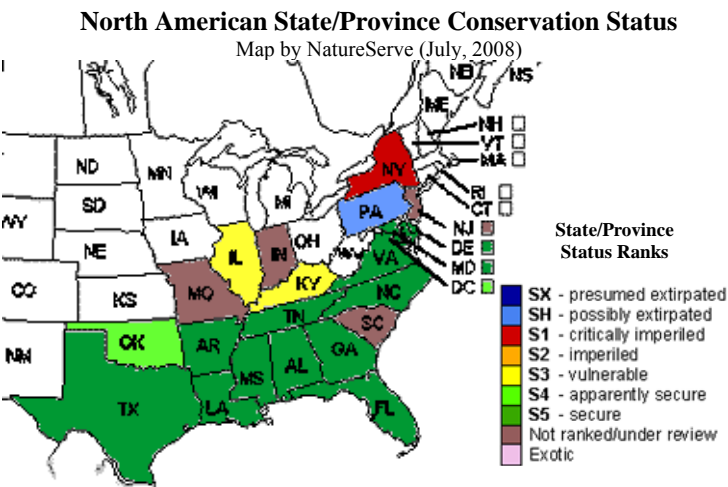 North American State/Province Conservation Status
Map by NatureServe (July, 2008)
NB
NS
ME
NH
VT
MA
ND
MN
WI
MI
NY
RI
CT
SD
PA
NJ
WY
IA
OH
DE
NE
IL
IN
WV
VA
MD
DC
CO
KS
MO
KY
NC
TN
OK
NM
AR
SC
MS
AL
GA
TX
LA
FL
State/Province
Status Ranks
SX - presumed extirpated
SH - possibly extirpated
S1 - critically imperiled
S2 - imperiled
S3 - vulnerable
S4 - apparently secure
S5 - secure
Not ranked/under review
Exotic